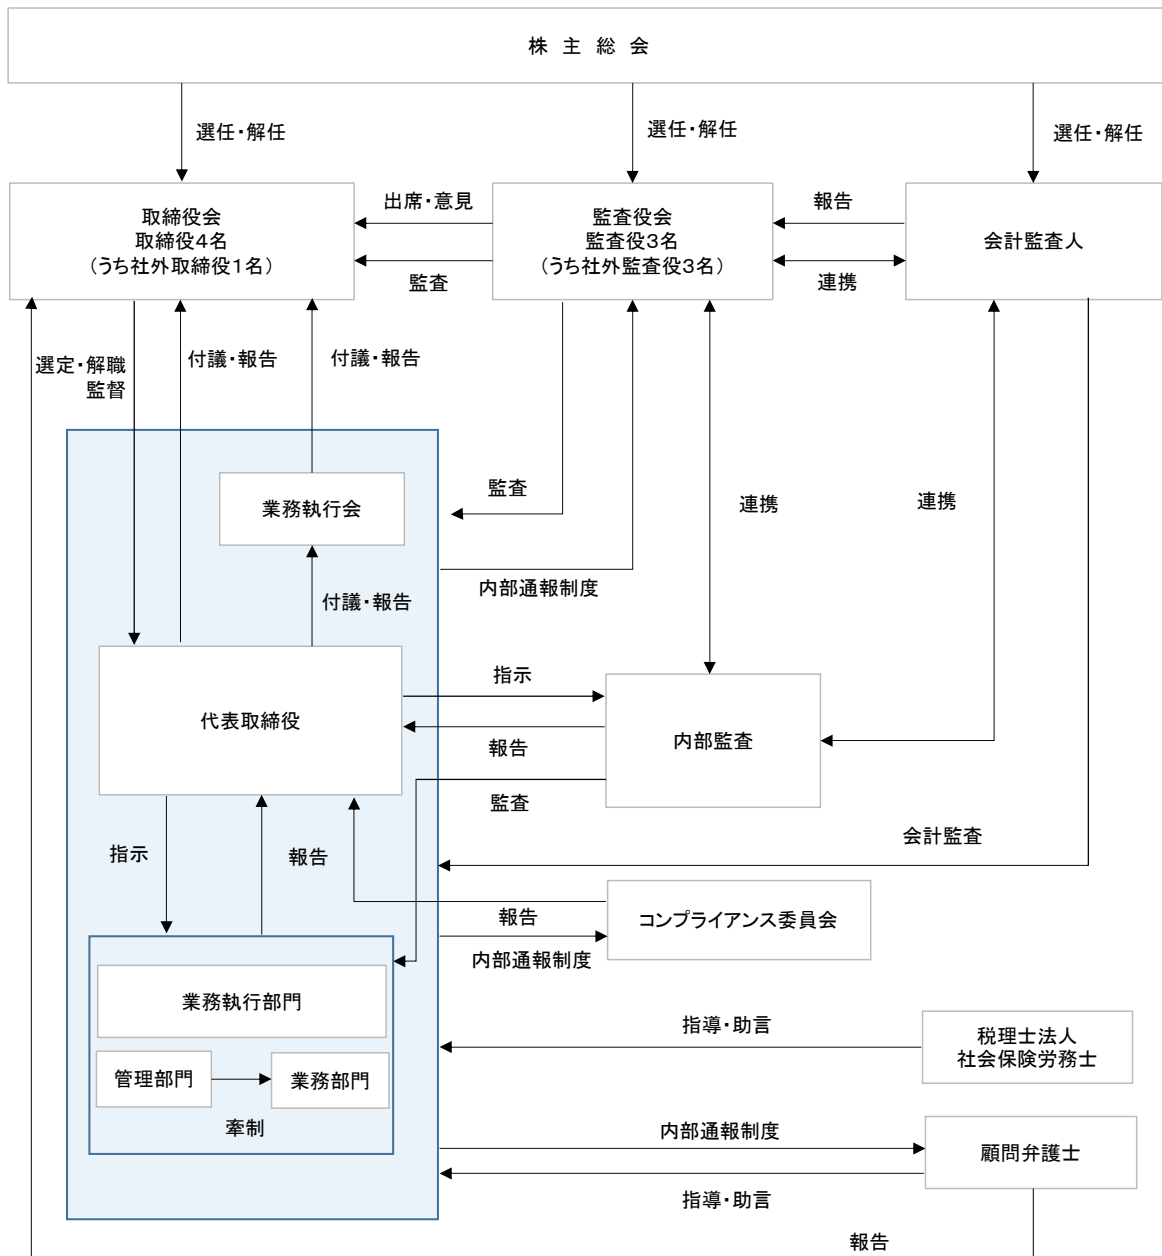 株 主 総 会
選任・解任
選任・解任
選任・解任
取締役会
取締役4名
(うち社外取締役1名)
出席・意見
監査
監査役会
監査役3名
(うち社外監査役3名)
報告
連携
会計監査人
選定・解職
監督
付議・報告
付議・報告
業務執行会
監査
連携
連携
内部通報制度
付議・報告
代表取締役
指示
報告
監査
内部監査
指示
報告
会計監査
報告
内部通報制度
コンプライアンス委員会
業務執行部門
管理部門
業務部門
牽制
指導・助言
税理士法人
社会保険労務士
内部通報制度
指導・助言
顧問弁護士
報告